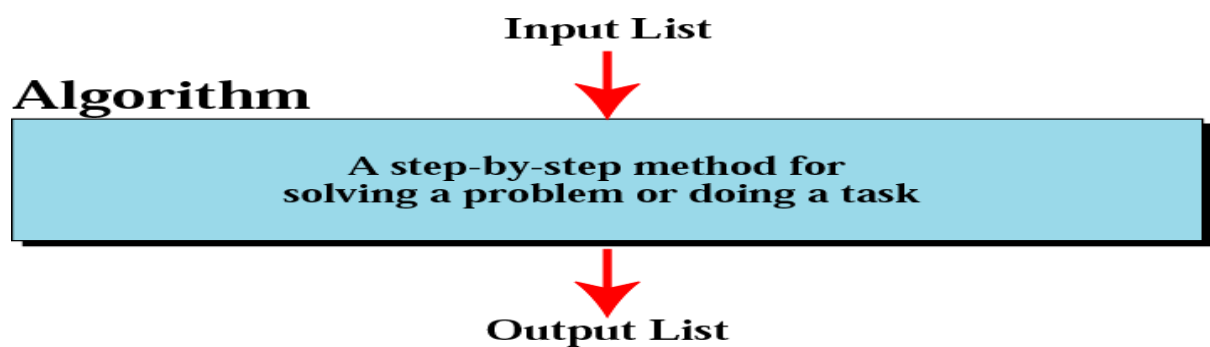 Input List
Algorithm
A step-by-step method for
solving a problem or doing a task
Output List